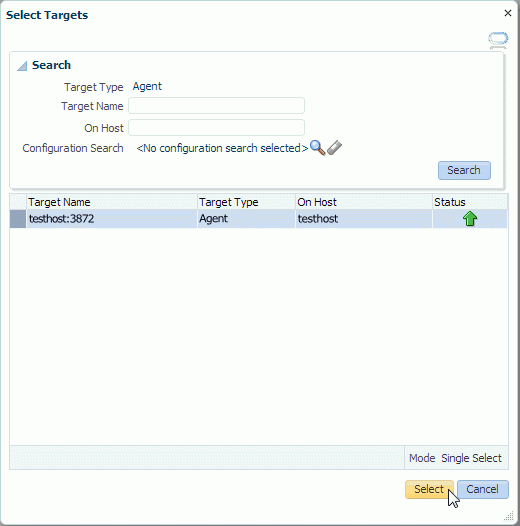 Select Targets
Search
Target Type Agent
Target Name
On Host
Configuration Search <No configuration search selected>
Search
Target Name Target Type On Host Status
testhost:3872 Agent testhost
Mode Single Select
Select Cancel